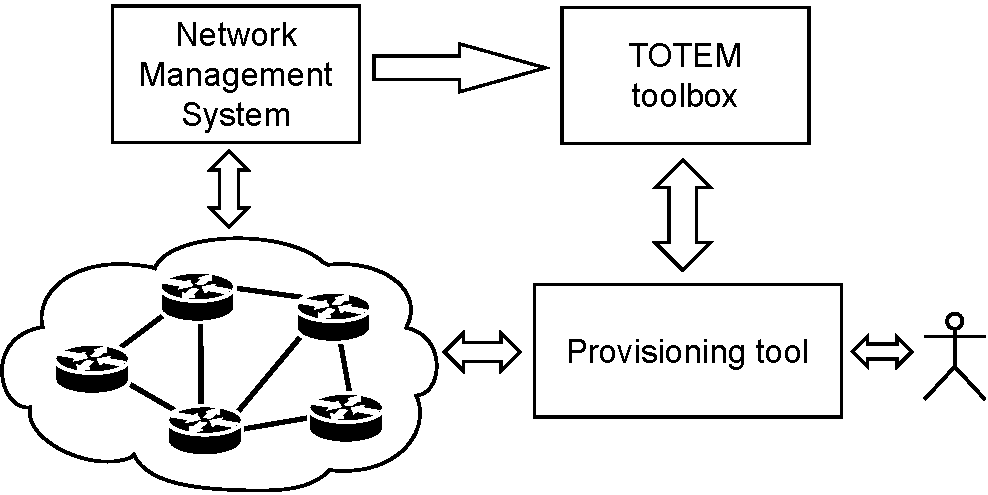 Network
Management
System
TOTEM
toolbox
Provisioning tool